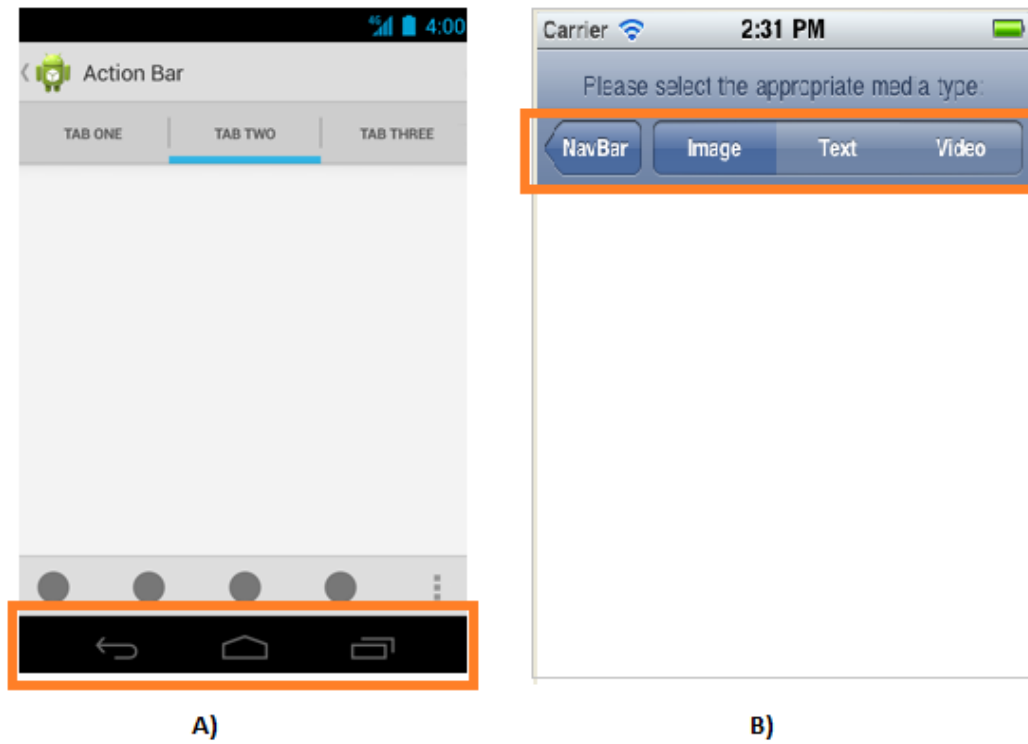 4G 4:00
Action Bar
TAB ONE TAB TWO TAB THREE
A)
Carrier 2:31 PM
Please select the appropriate media type:
NavBar Image Text Video
B)